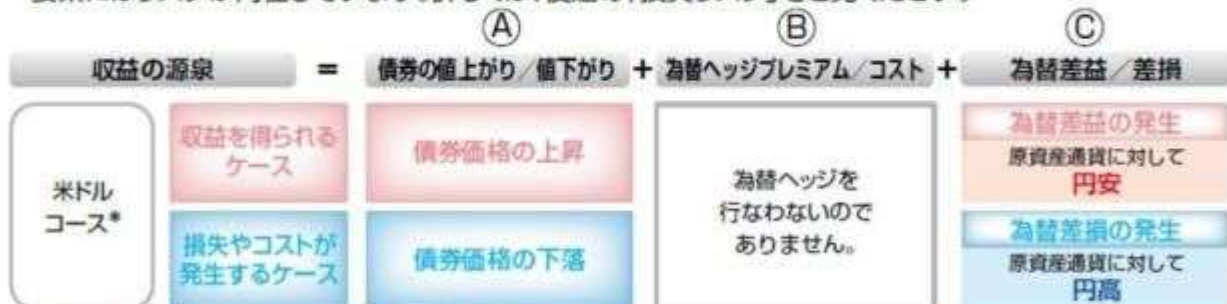 Ⓐ Ⓑ Ⓒ
収益の源泉 = 債券の値上がり／値下がり + 為替ヘッジプレミアム／コスト + 為替差益／差損
米ドル
コース*
収益を得られる
ケース
債券価格の上昇
損失やコストが
発生するケース
債券価格の下落
為替ヘッジを
行なわないので
ありません。
為替差益の発生
原資産通貨に対して
円安
為替差損の発生
原資産通貨に対して
円高